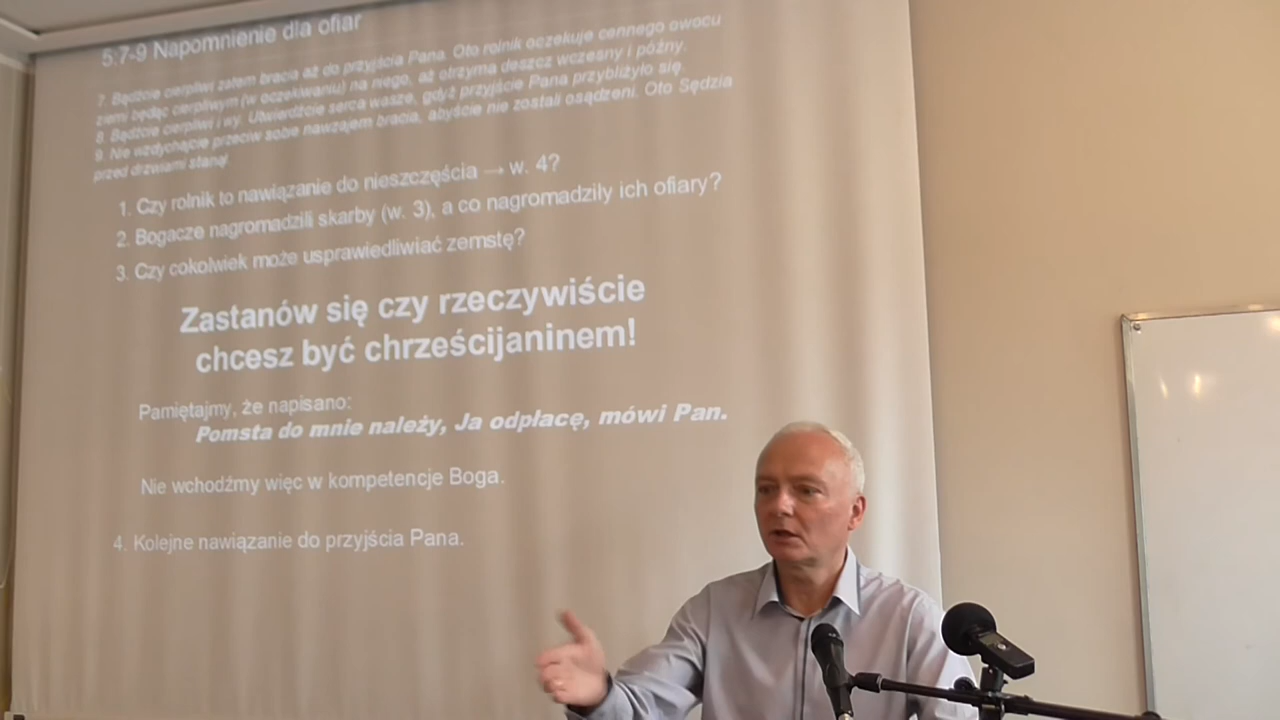 5:7-9 Napomnienie dla ofiar
7. Bądźcie cierpliwi zatem bracia aż do przyjścia Pana. Oto rolnik oczekuje cennego owocu
ziemi będąc cierpliwym (w oczekiwaniu) na niego, aż otrzyma deszcz wczesny i późny.
8. Bądźcie cierpliwi i wy. Utwierdźcie serca wasze, gdyż przyjście Pana przybliżyło się.
9. Nie wzdychajcie przeciw sobie nawzajem bracia, abyście nie zostali osądzeni. Oto Sędzia
przed drzwiami stanął.
1. Czy rolnik to nawiązanie do nieszczęścia → w. 4?
2. Bogacze nagromadzili skarby (w. 3), a co nagromadziły ich ofiary?
3. Czy cokolwiek może usprawiedliwiać zemstę?
Zastanów się czy rzeczywiście
chcesz być chrześcijaninem!
Pamiętajmy, że napisano:
Pomsta do mnie należy, Ja odpłacę, mówi Pan.
Nie wchodźmy więc w kompetencje Boga.
4. Kolejne nawiązanie do przyjścia Pana.